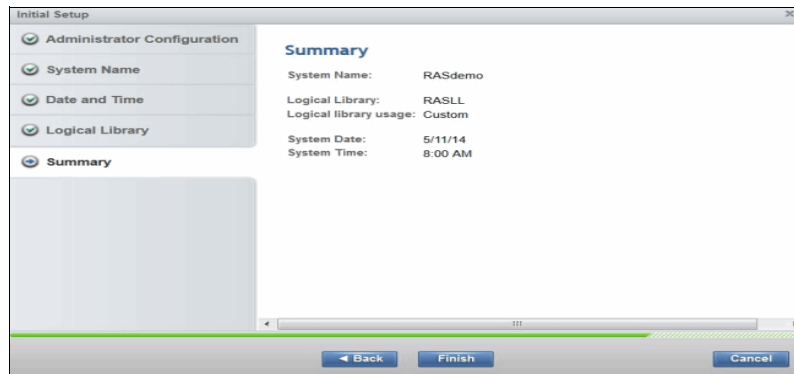 Initial Setup
Administrator Configuration
System Name
Date and Time
Logical Library
Summary
Summary
System Name: RASdemo
Logical Library: RASLL
Logical library usage: Custom
System Date: 5/11/14
System Time: 8:00 AM
Back
Finish
Cancel